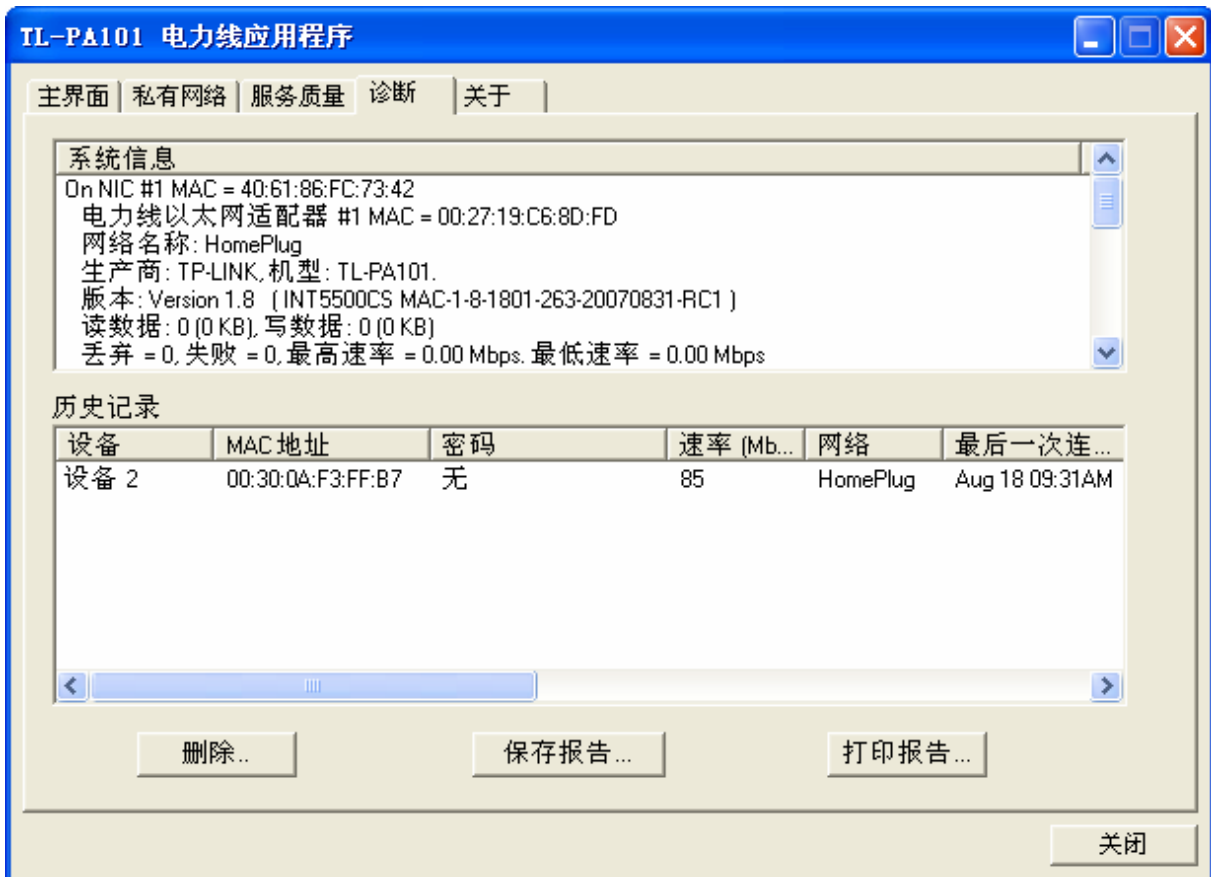 TL-PA101 电力线应用程序
主界面 私有网络 服务质量 诊断 关于
系统信息
On NIC #1 MAC = 40:61:86:FC:73:42
电力线以太网适配器 #1 MAC = 00:27:19:C6:8D:FD
网络名称: HomePlug
生产商: TP-LINK, 机型: TL-PA101.
版本: Version 1.8 ( INT5500CS MAC-1-8-1801-263-20070831-RC1 )
读数据: 0 (0 KB), 写数据: 0 (0 KB)
丢弃 = 0, 失败 = 0, 最高速率 = 0.00 Mbps. 最低速率 = 0.00 Mbps
历史记录
设备 MAC 地址 密码 速率 (Mb... 网络 最后一次连...
设备 2 00:30:0A:F3:FF:B7 无 85 HomePlug Aug 18 09:31AM
删除.. 保存报告... 打印报告...
关闭